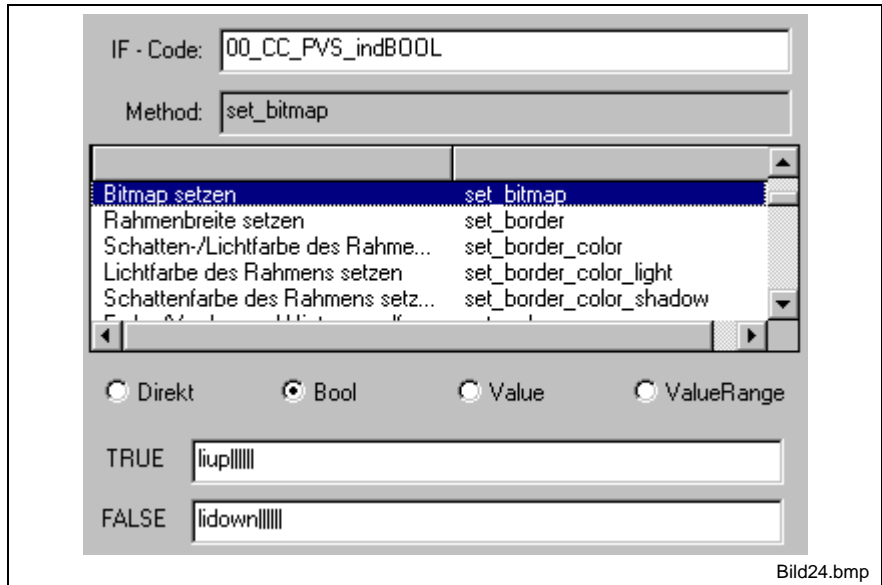 IF - Code: 00_CC_PVS_indBOOL
Method: set_bitmap
Bitmap setzen set_bitmap
Rahmenbreite setzen set_border
Schatten-/Lichtfarbe des Rahme... set_border_color
Lichtfarbe des Rahmens setzen set_border_color_light
Schattenfarbe des Rahmens setz... set_border_color_shadow
Direkt Bool Value ValueRange
TRUE liup||||||
FALSE lidown||||||
Bild24.bmp